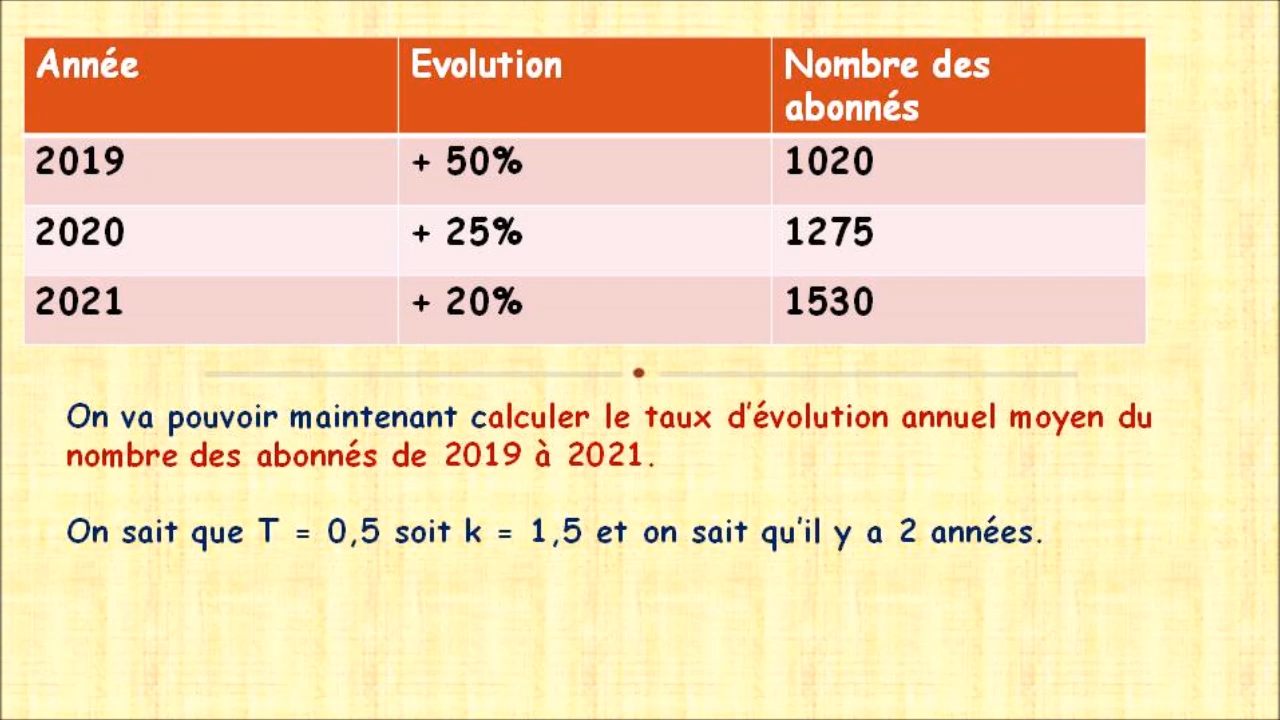 Année Evolution Nombre des
abonnés
2019 + 50% 1020
2020 + 25% 1275
2021 + 20% 1530
On va pouvoir maintenant calculer le taux d’évolution annuel moyen du
nombre des abonnés de 2019 à 2021.
On sait que T = 0,5 soit k = 1,5 et on sait qu’il y a 2 années.